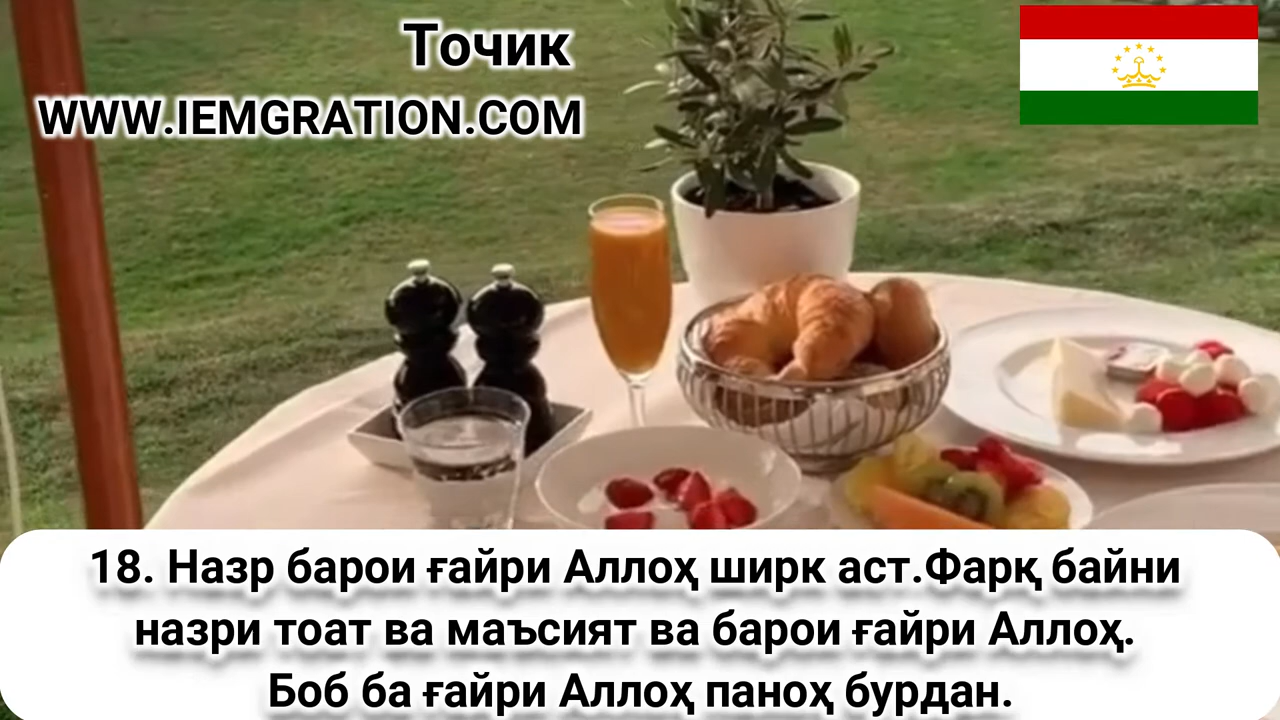 Точик
WWW.IEMGRATION.COM
18. Назр барои ғайри Аллоҳ ширк аст.Фарқ байни
назри тоат ва маъсият ва барои ғайри Аллоҳ.
Боб ба ғайри Аллоҳ паноҳ бурдан.